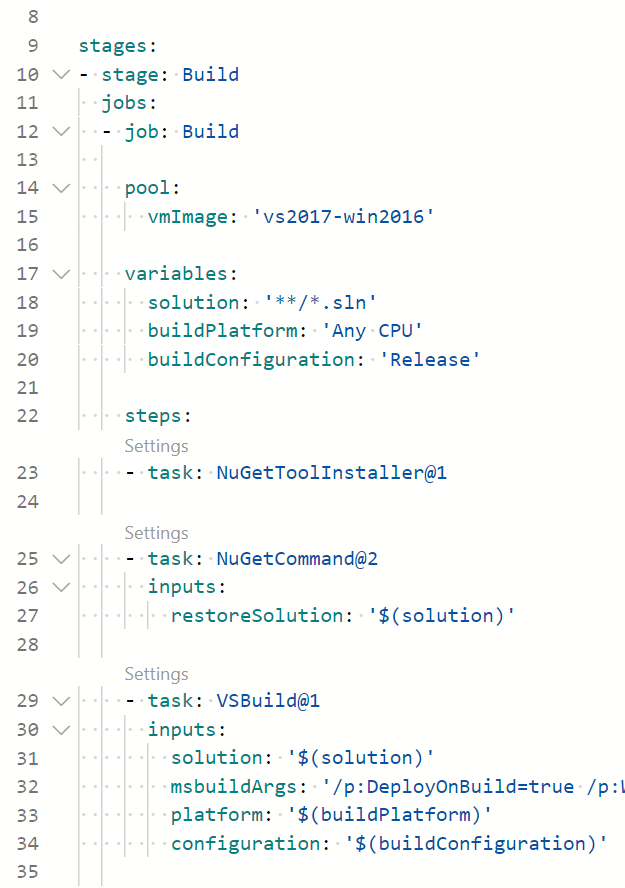 8
9 stages:
10 - stage: Build
11 jobs:
12 - job: Build
13
14 pool:
15 vmImage: 'vs2017-win2016'
16
17 variables:
18 solution: '**/*.sln'
19 buildPlatform: 'Any CPU'
20 buildConfiguration: 'Release'
21
22 steps:
Settings
23 - task: NuGetToolInstaller@1
24
Settings
25 - task: NuGetCommand@2
26 inputs:
27 restoreSolution: '$(solution)'
28
Settings
29 - task: VSBuild@1
30 inputs:
31 solution: '$(solution)'
32 msbuildArgs: '/p:DeployOnBuild=true /p:W
33 platform: '$(buildPlatform)'
34 configuration: '$(buildConfiguration)'
35